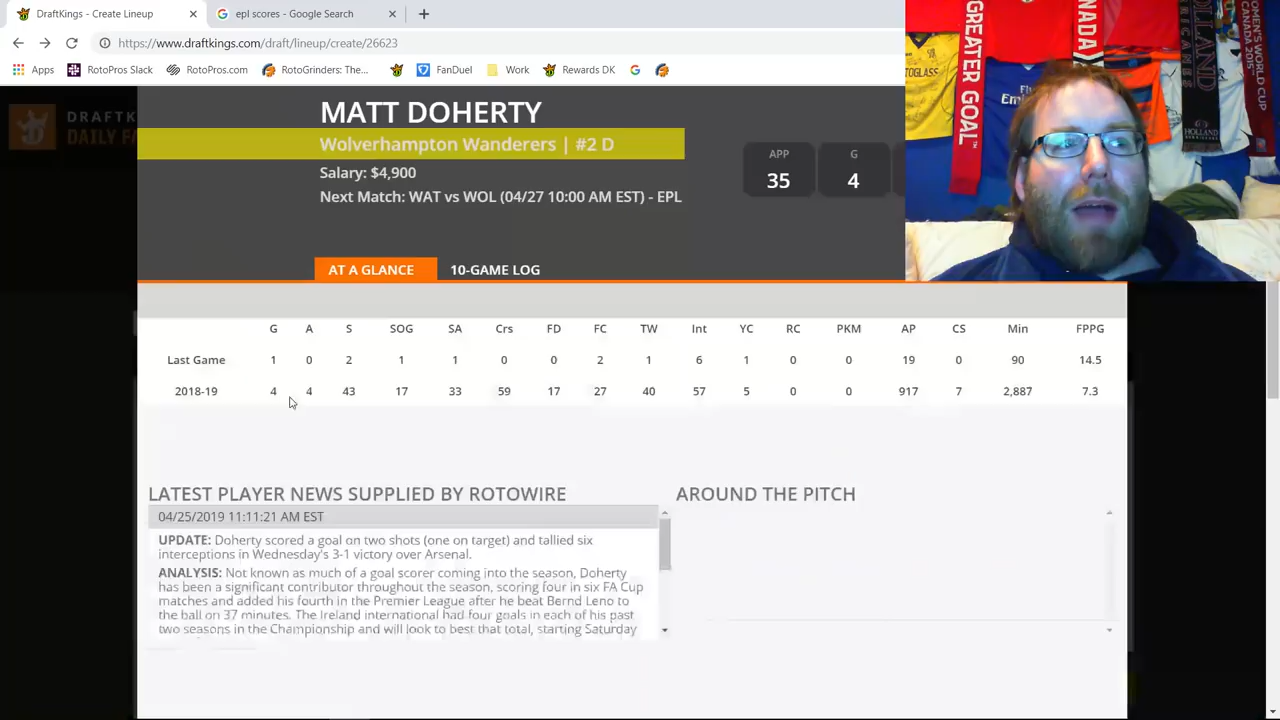 DraftKings - Create Lineup
epl scores - Google Search
https://www.draftkings.com/draft/lineup/create/26623
Apps RotoPros Slack RotoPros.com RotoGrinders: The... FanDuel Work Rewards DK
DRAFTK
DAILY FA
MATT DOHERTY
Wolverhampton Wanderers | #2 D
Salary: $4,900
Next Match: WAT vs WOL (04/27 10:00 AM EST) - EPL
APP
35
G
4
AT A GLANCE
10-GAME LOG
G A S SOG SA Crs FD FC TW Int YC RC PKM AP CS Min FPPG
Last Game 1 0 2 1 1 0 0 2 1 6 1 0 0 19 0 90 14.5
2018-19 4 4 43 17 33 59 17 27 40 57 5 0 0 917 7 2,887 7.3
LATEST PLAYER NEWS SUPPLIED BY ROTOWIRE
04/25/2019 11:11:21 AM EST
UPDATE: Doherty scored a goal on two shots (one on target) and tallied six
interceptions in Wednesday's 3-1 victory over Arsenal.
ANALYSIS: Not known as much of a goal scorer coming into the season, Doherty
has been a significant contributor throughout the season, scoring four in six FA Cup
matches and added his fourth in the Premier League after he beat Bernd Leno to
the ball on 37 minutes. The Ireland international had four goals in each of his past
two seasons in the Championship and will look to best that total, starting Saturday
AROUND THE PITCH
GREATER GOAL
NADA
HOLLAND
WOMEN'S WORLD CUP
CANADA 2015